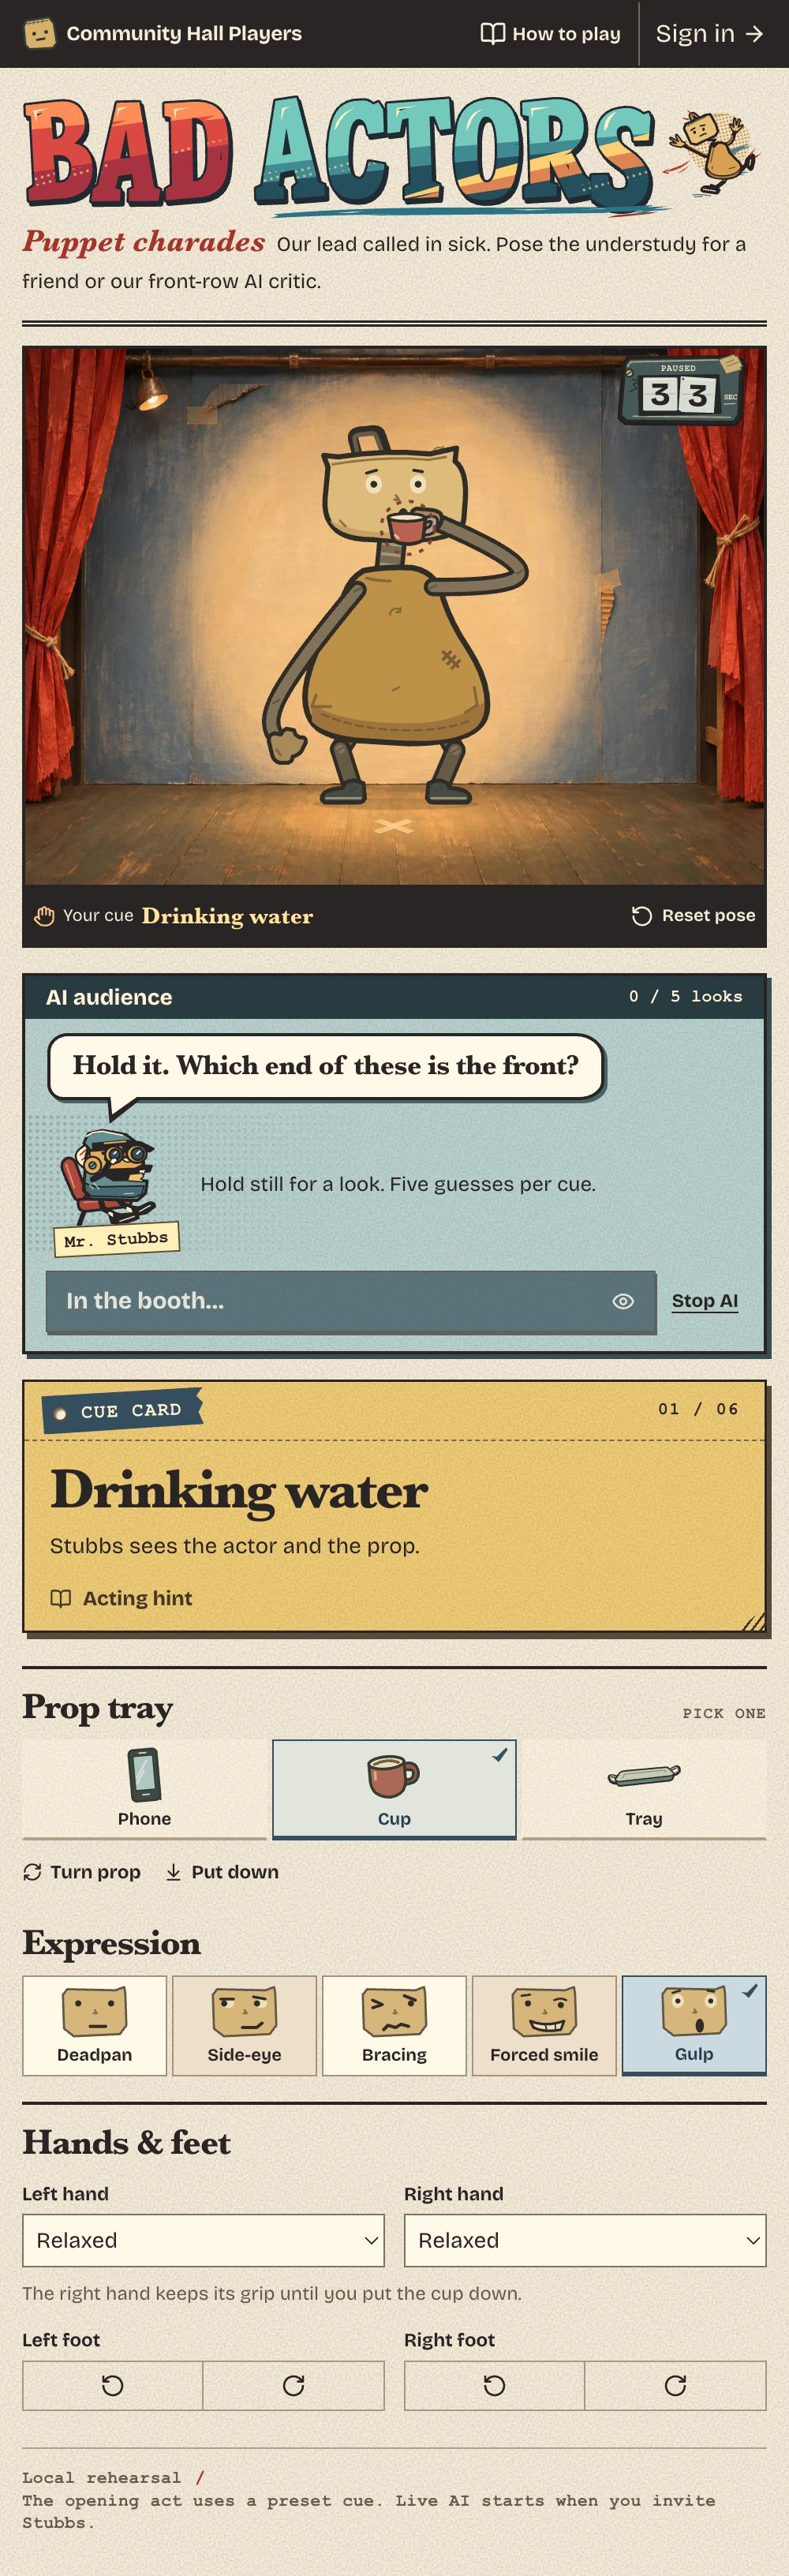 Community Hall Players
How to play
Sign in
BAD ACTORS
Puppet charades Our lead called in sick. Pose the understudy for a
friend or our front-row AI critic.
PAUSED
33 SEC
Your cue Drinking water
Reset pose
AI audience
0 / 5 looks
Hold it. Which end of these is the front?
Hold still for a look. Five guesses per cue.
Mr. Stubbs
In the booth...
Stop AI
CUE CARD
01 / 06
Drinking water
Stubbs sees the actor and the prop.
Acting hint
Prop tray
PICK ONE
Phone
Cup
Tray
Turn prop
Put down
Expression
Deadpan
Side-eye
Bracing
Forced smile
Gulp
Hands & feet
Left hand
Right hand
Relaxed
Relaxed
The right hand keeps its grip until you put the cup down.
Left foot
Right foot
Local rehearsal /
The opening act uses a preset cue. Live AI starts when you invite
Stubbs.